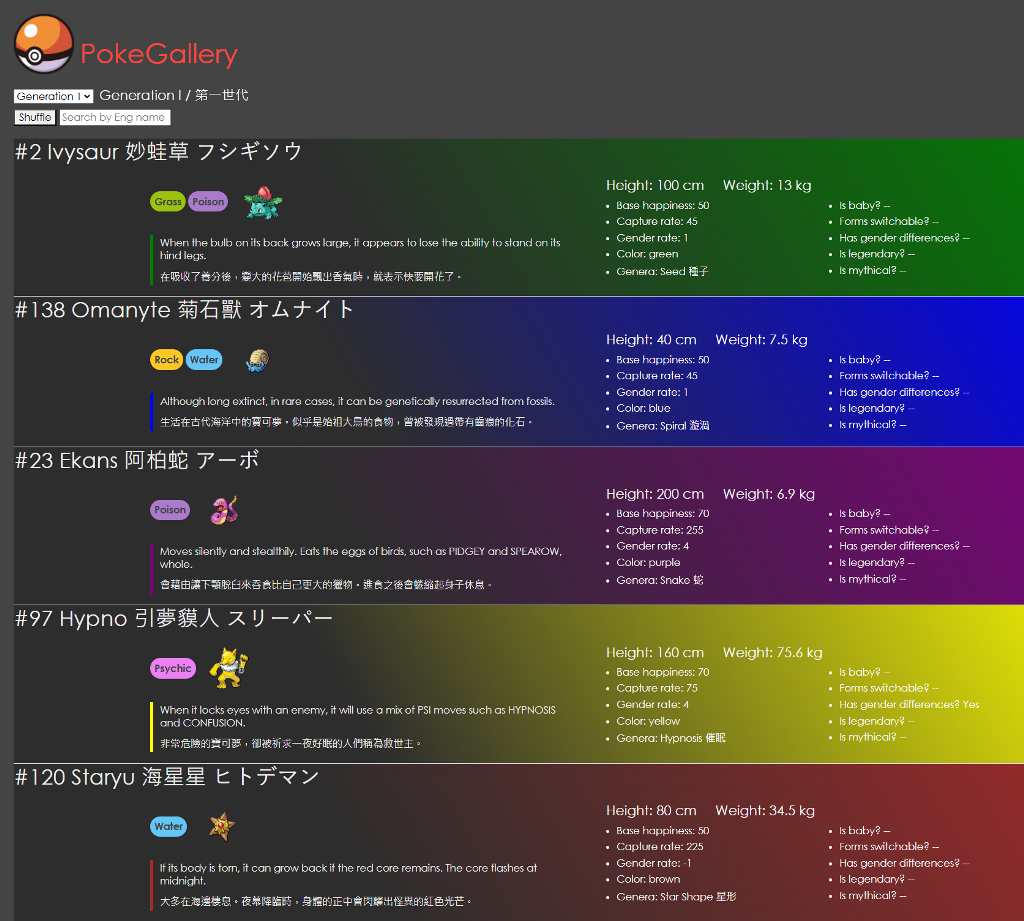 PokeGallery
Generation 1 Generation I / 第一世代
Shuffle Search by Eng name
#2 Ivysaur 妙蛙草 フシギソウ
Grass Poison
When the bulb on its back grows large, it appears to lose the ability to stand on its
hind legs.
在吸收了養分後，變大的花苞開始飄出香氣時，就表示快要開花了。
Height: 100 cm Weight: 13 kg
Base happiness: 50
Capture rate: 45
Gender rate: 1
Color: green
Genera: Seed 種子
Is baby? --
Forms switchable? --
Has gender differences? --
Is legendary? --
Is mythical? --
#138 Omanyte 菊石獸 オムナイト
Rock Water
Although long extinct, in rare cases, it can be genetically resurrected from fossils.
生活在古代海洋中的寶可夢。似乎是始祖大鳥的食物，曾被發現過帶有齒痕的化石。
Height: 40 cm Weight: 7.5 kg
Base happiness: 50
Capture rate: 45
Gender rate: 1
Color: blue
Genera: Spiral 漩渦
Is baby? --
Forms switchable? --
Has gender differences? --
Is legendary? --
Is mythical? --
#23 Ekans 阿柏蛇 アーボ
Poison
Moves silently and stealthily. Eats the eggs of birds, such as PIDGEY and SPEAROW,
whole.
會藉由讓下顎脫臼來吞食比自己更大的獵物。進食之後會蜷縮起身子休息。
Height: 200 cm Weight: 6.9 kg
Base happiness: 70
Capture rate: 255
Gender rate: 4
Color: purple
Genera: Snake 蛇
Is baby? --
Forms switchable? --
Has gender differences? --
Is legendary? --
Is mythical? --
#97 Hypno 引夢貘人 スリーパー
Psychic
When it locks eyes with an enemy, it will use a mix of PSI moves such as HYPNOSIS
and CONFUSION.
非常危險的寶可夢，卻被祈求一夜好眠的人們稱為救世主。
Height: 160 cm Weight: 75.6 kg
Base happiness: 70
Capture rate: 75
Gender rate: 4
Color: yellow
Genera: Hypnosis 催眠
Is baby? --
Forms switchable? --
Has gender differences? Yes
Is legendary? --
Is mythical? --
#120 Staryu 海星星 ヒトデマン
Water
If its body is torn, it can grow back if the red core remains. The core flashes at
midnight.
大多在海邊棲息。夜幕降臨時，身體的正中會閃耀出怪異的紅色光芒。
Height: 80 cm Weight: 34.5 kg
Base happiness: 50
Capture rate: 225
Gender rate: -1
Color: brown
Genera: Star Shape 星形
Is baby? --
Forms switchable? --
Has gender differences? --
Is legendary? --
Is mythical? --